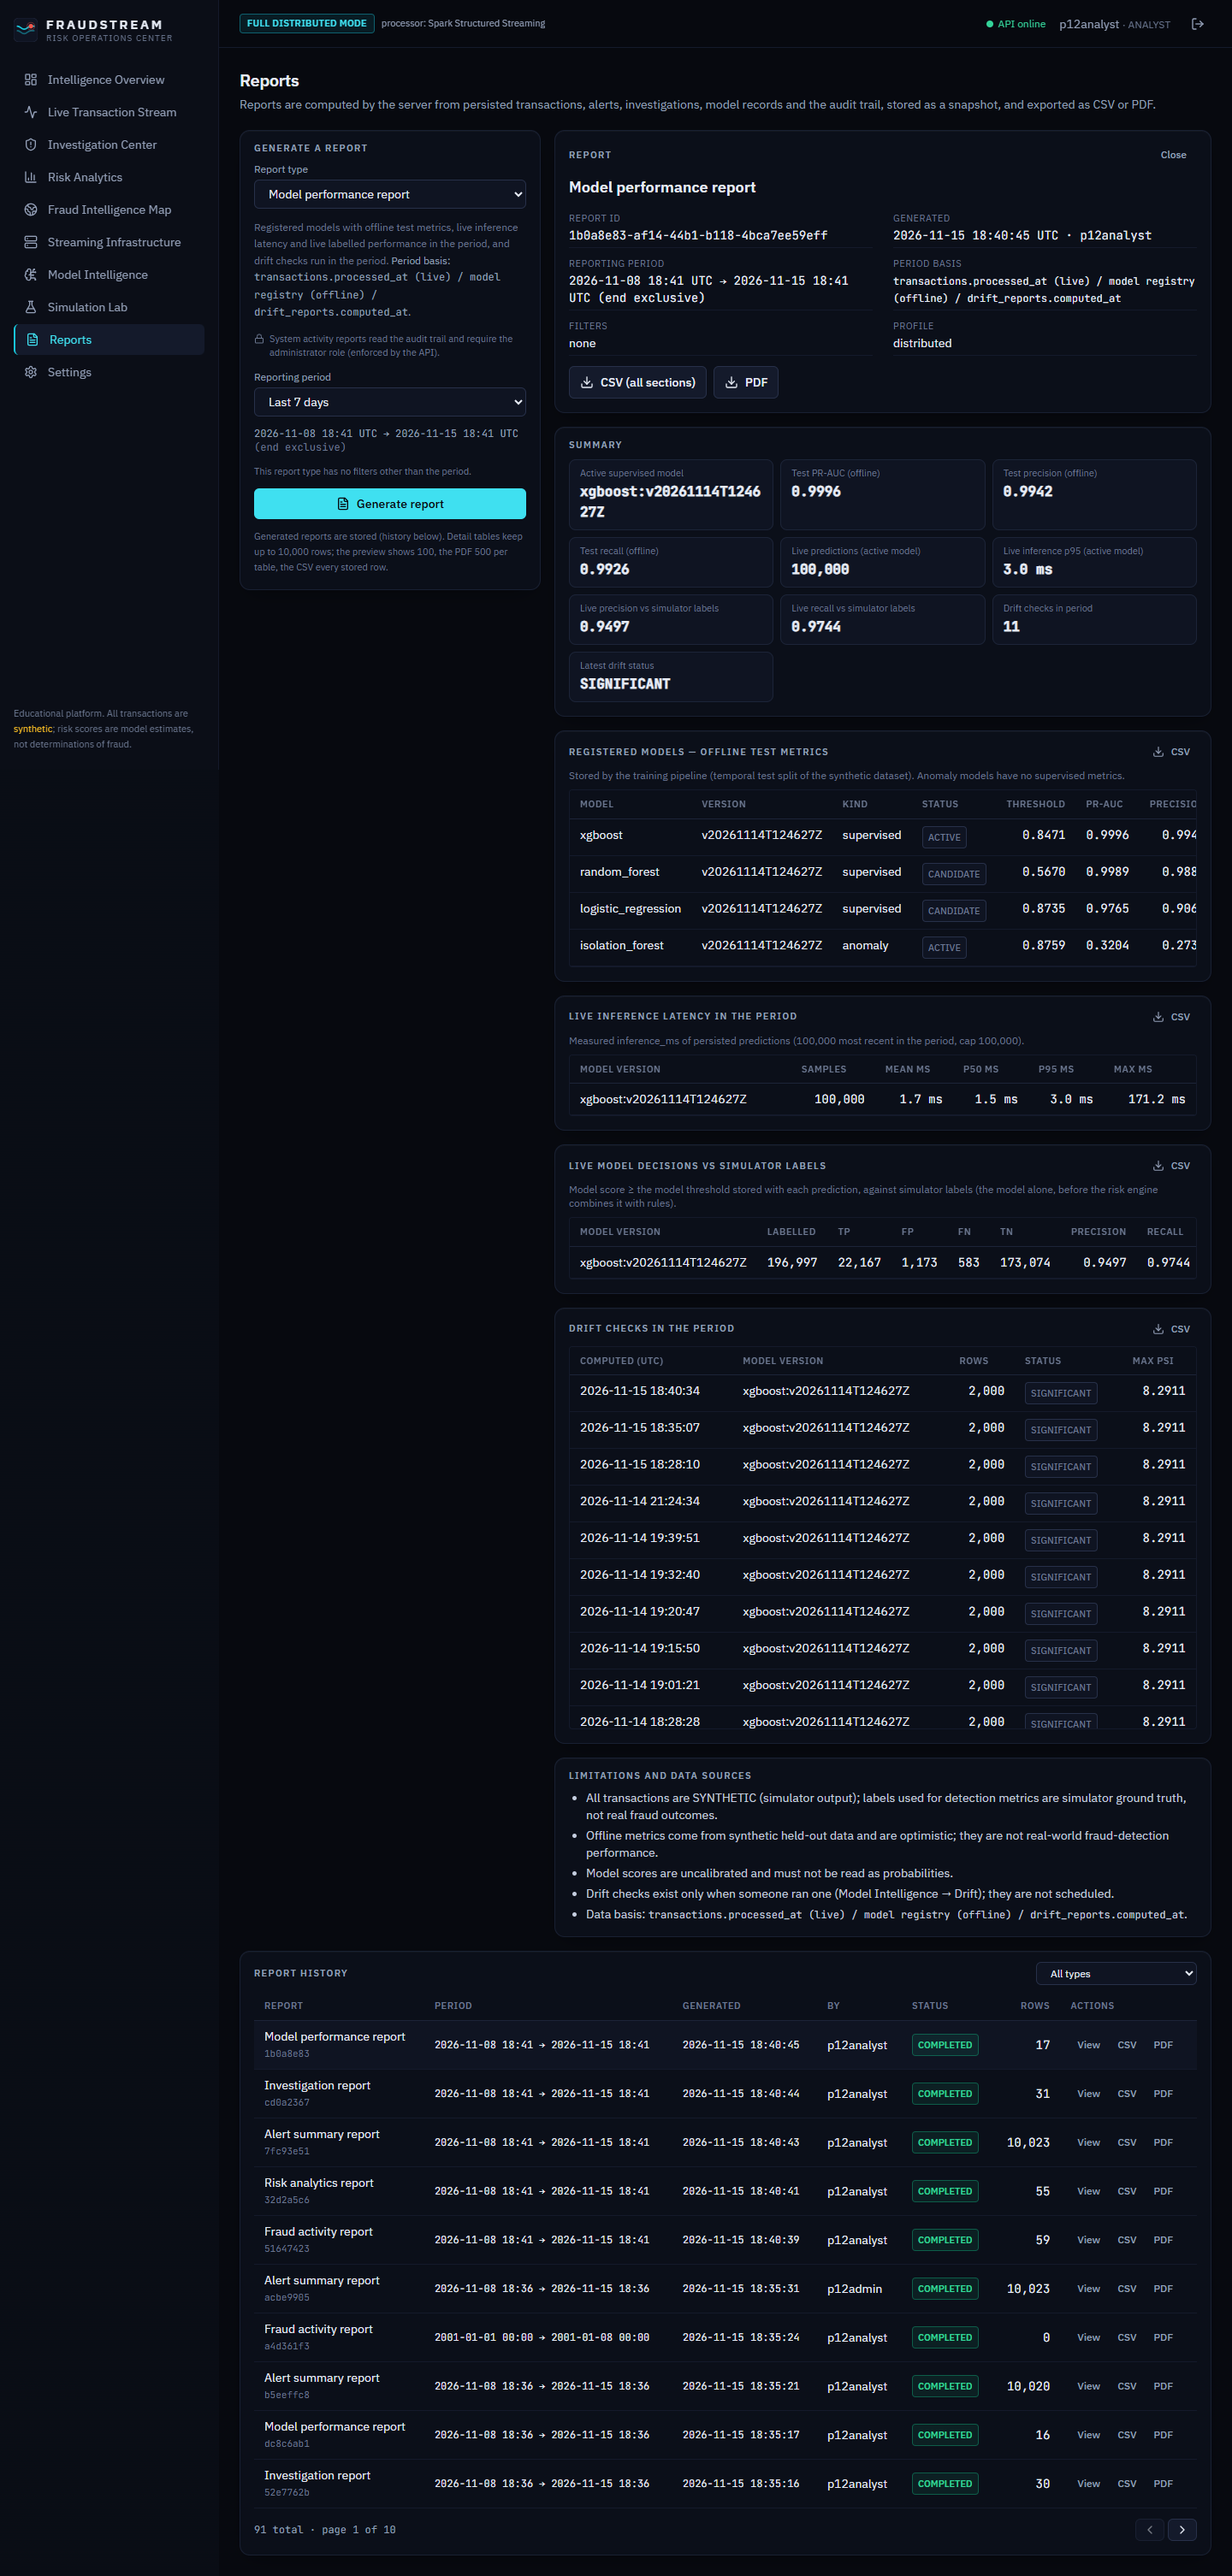 FRAUDSTREAM
RISK OPERATIONS CENTER
FULL DISTRIBUTED MODE processor: Spark Structured Streaming
API online p12analyst · ANALYST
Intelligence Overview
Live Transaction Stream
Investigation Center
Risk Analytics
Fraud Intelligence Map
Streaming Infrastructure
Model Intelligence
Simulation Lab
Reports
Settings
Educational platform. All transactions are
synthetic; risk scores are model estimates,
not determinations of fraud.
Reports
Reports are computed by the server from persisted transactions, alerts, investigations, model records and the audit trail, stored as a snapshot, and exported as CSV or PDF.
GENERATE A REPORT
Report type
Model performance report
Registered models with offline test metrics, live inference
latency and live labelled performance in the period, and
drift checks run in the period. Period basis:
transactions.processed_at (live) / model
registry (offline) /
drift_reports.computed_at.
System activity reports read the audit trail and require the
administrator role (enforced by the API).
Reporting period
Last 7 days
2026-11-08 18:41 UTC → 2026-11-15 18:41 UTC
(end exclusive)
This report type has no filters other than the period.
Generate report
Generated reports are stored (history below). Detail tables keep
up to 10,000 rows; the preview shows 100, the PDF 500 per
table, the CSV every stored row.
REPORT Close
Model performance report
REPORT ID
1b0a8e83-af14-44b1-b118-4bca7ee59eff
GENERATED
2026-11-15 18:40:45 UTC · p12analyst
REPORTING PERIOD
2026-11-08 18:41 UTC → 2026-11-15 18:41
UTC (end exclusive)
PERIOD BASIS
transactions.processed_at (live) / model registry
(offline) / drift_reports.computed_at
FILTERS
none
PROFILE
distributed
CSV (all sections) PDF
SUMMARY
Active supervised model
xgboost:v20261114T1246
27Z
Test PR-AUC (offline)
0.9996
Test precision (offline)
0.9942
Test recall (offline)
0.9926
Live predictions (active model)
100,000
Live inference p95 (active model)
3.0 ms
Live precision vs simulator labels
0.9497
Live recall vs simulator labels
0.9744
Drift checks in period
11
Latest drift status
SIGNIFICANT
REGISTERED MODELS — OFFLINE TEST METRICS CSV
Stored by the training pipeline (temporal test split of the synthetic dataset). Anomaly models have no supervised metrics.
MODEL VERSION KIND STATUS THRESHOLD PR-AUC PRECISIO
xgboost v20261114T124627Z supervised ACTIVE 0.8471 0.9996 0.994
random_forest v20261114T124627Z supervised CANDIDATE 0.5670 0.9989 0.988
logistic_regression v20261114T124627Z supervised CANDIDATE 0.8735 0.9765 0.906
isolation_forest v20261114T124627Z anomaly ACTIVE 0.8759 0.3204 0.273
LIVE INFERENCE LATENCY IN THE PERIOD CSV
Measured inference_ms of persisted predictions (100,000 most recent in the period, cap 100,000).
MODEL VERSION SAMPLES MEAN MS P50 MS P95 MS MAX MS
xgboost:v20261114T124627Z 100,000 1.7 ms 1.5 ms 3.0 ms 171.2 ms
LIVE MODEL DECISIONS VS SIMULATOR LABELS CSV
Model score ≥ the model threshold stored with each prediction, against simulator labels (the model alone, before the risk engine
combines it with rules).
MODEL VERSION LABELLED TP FP FN TN PRECISION RECALL
xgboost:v20261114T124627Z 196,997 22,167 1,173 583 173,074 0.9497 0.9744
DRIFT CHECKS IN THE PERIOD CSV
COMPUTED (UTC) MODEL VERSION ROWS STATUS MAX PSI
2026-11-15 18:40:34 xgboost:v20261114T124627Z 2,000 SIGNIFICANT 8.2911
2026-11-15 18:35:07 xgboost:v20261114T124627Z 2,000 SIGNIFICANT 8.2911
2026-11-15 18:28:10 xgboost:v20261114T124627Z 2,000 SIGNIFICANT 8.2911
2026-11-14 21:24:34 xgboost:v20261114T124627Z 2,000 SIGNIFICANT 8.2911
2026-11-14 19:39:51 xgboost:v20261114T124627Z 2,000 SIGNIFICANT 8.2911
2026-11-14 19:32:40 xgboost:v20261114T124627Z 2,000 SIGNIFICANT 8.2911
2026-11-14 19:20:47 xgboost:v20261114T124627Z 2,000 SIGNIFICANT 8.2911
2026-11-14 19:15:50 xgboost:v20261114T124627Z 2,000 SIGNIFICANT 8.2911
2026-11-14 19:01:21 xgboost:v20261114T124627Z 2,000 SIGNIFICANT 8.2911
2026-11-14 18:28:28 xgboost:v20261114T124627Z 2,000 SIGNIFICANT 8.2911
LIMITATIONS AND DATA SOURCES
• All transactions are SYNTHETIC (simulator output); labels used for detection metrics are simulator ground truth,
not real fraud outcomes.
• Offline metrics come from synthetic held-out data and are optimistic; they are not real-world fraud-detection
performance.
• Model scores are uncalibrated and must not be read as probabilities.
• Drift checks exist only when someone ran one (Model Intelligence → Drift); they are not scheduled.
• Data basis: transactions.processed_at (live) / model registry (offline) / drift_reports.computed_at.
REPORT HISTORY All types
REPORT PERIOD GENERATED BY STATUS ROWS ACTIONS
Model performance report 2026-11-08 18:41 → 2026-11-15 18:41 2026-11-15 18:40:45 p12analyst COMPLETED 17 View CSV PDF
1b0a8e83
Investigation report 2026-11-08 18:41 → 2026-11-15 18:41 2026-11-15 18:40:44 p12analyst COMPLETED 31 View CSV PDF
cd0a2367
Alert summary report 2026-11-08 18:41 → 2026-11-15 18:41 2026-11-15 18:40:43 p12analyst COMPLETED 10,023 View CSV PDF
7fc93e51
Risk analytics report 2026-11-08 18:41 → 2026-11-15 18:41 2026-11-15 18:40:41 p12analyst COMPLETED 55 View CSV PDF
32d2a5c6
Fraud activity report 2026-11-08 18:41 → 2026-11-15 18:41 2026-11-15 18:40:39 p12analyst COMPLETED 59 View CSV PDF
51647423
Alert summary report 2026-11-08 18:36 → 2026-11-15 18:36 2026-11-15 18:35:31 p12admin COMPLETED 10,023 View CSV PDF
acbe9905
Fraud activity report 2001-01-01 00:00 → 2001-01-08 00:00 2026-11-15 18:35:24 p12analyst COMPLETED 0 View CSV PDF
a4d361f3
Alert summary report 2026-11-08 18:36 → 2026-11-15 18:36 2026-11-15 18:35:21 p12analyst COMPLETED 10,020 View CSV PDF
b5eeffc8
Model performance report 2026-11-08 18:36 → 2026-11-15 18:36 2026-11-15 18:35:17 p12analyst COMPLETED 16 View CSV PDF
dc8c6ab1
Investigation report 2026-11-08 18:36 → 2026-11-15 18:36 2026-11-15 18:35:16 p12analyst COMPLETED 30 View CSV PDF
52e7762b
91 total · page 1 of 10